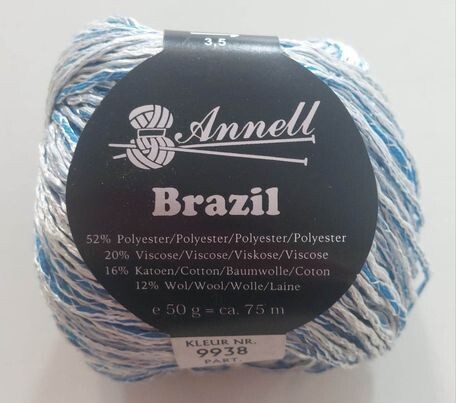 3,5
Annell
Brazil
52% Polyester/Polyester/Polyester/Polyester
20% Viscose/Viscose/Viskose/Viscose
16% Katoen/Cotton/Baumwolle/Coton
12% Wol/Wool/Wolle/Laine
e 50 g = ca. 75 m
KLEUR NR.
9938
PART.